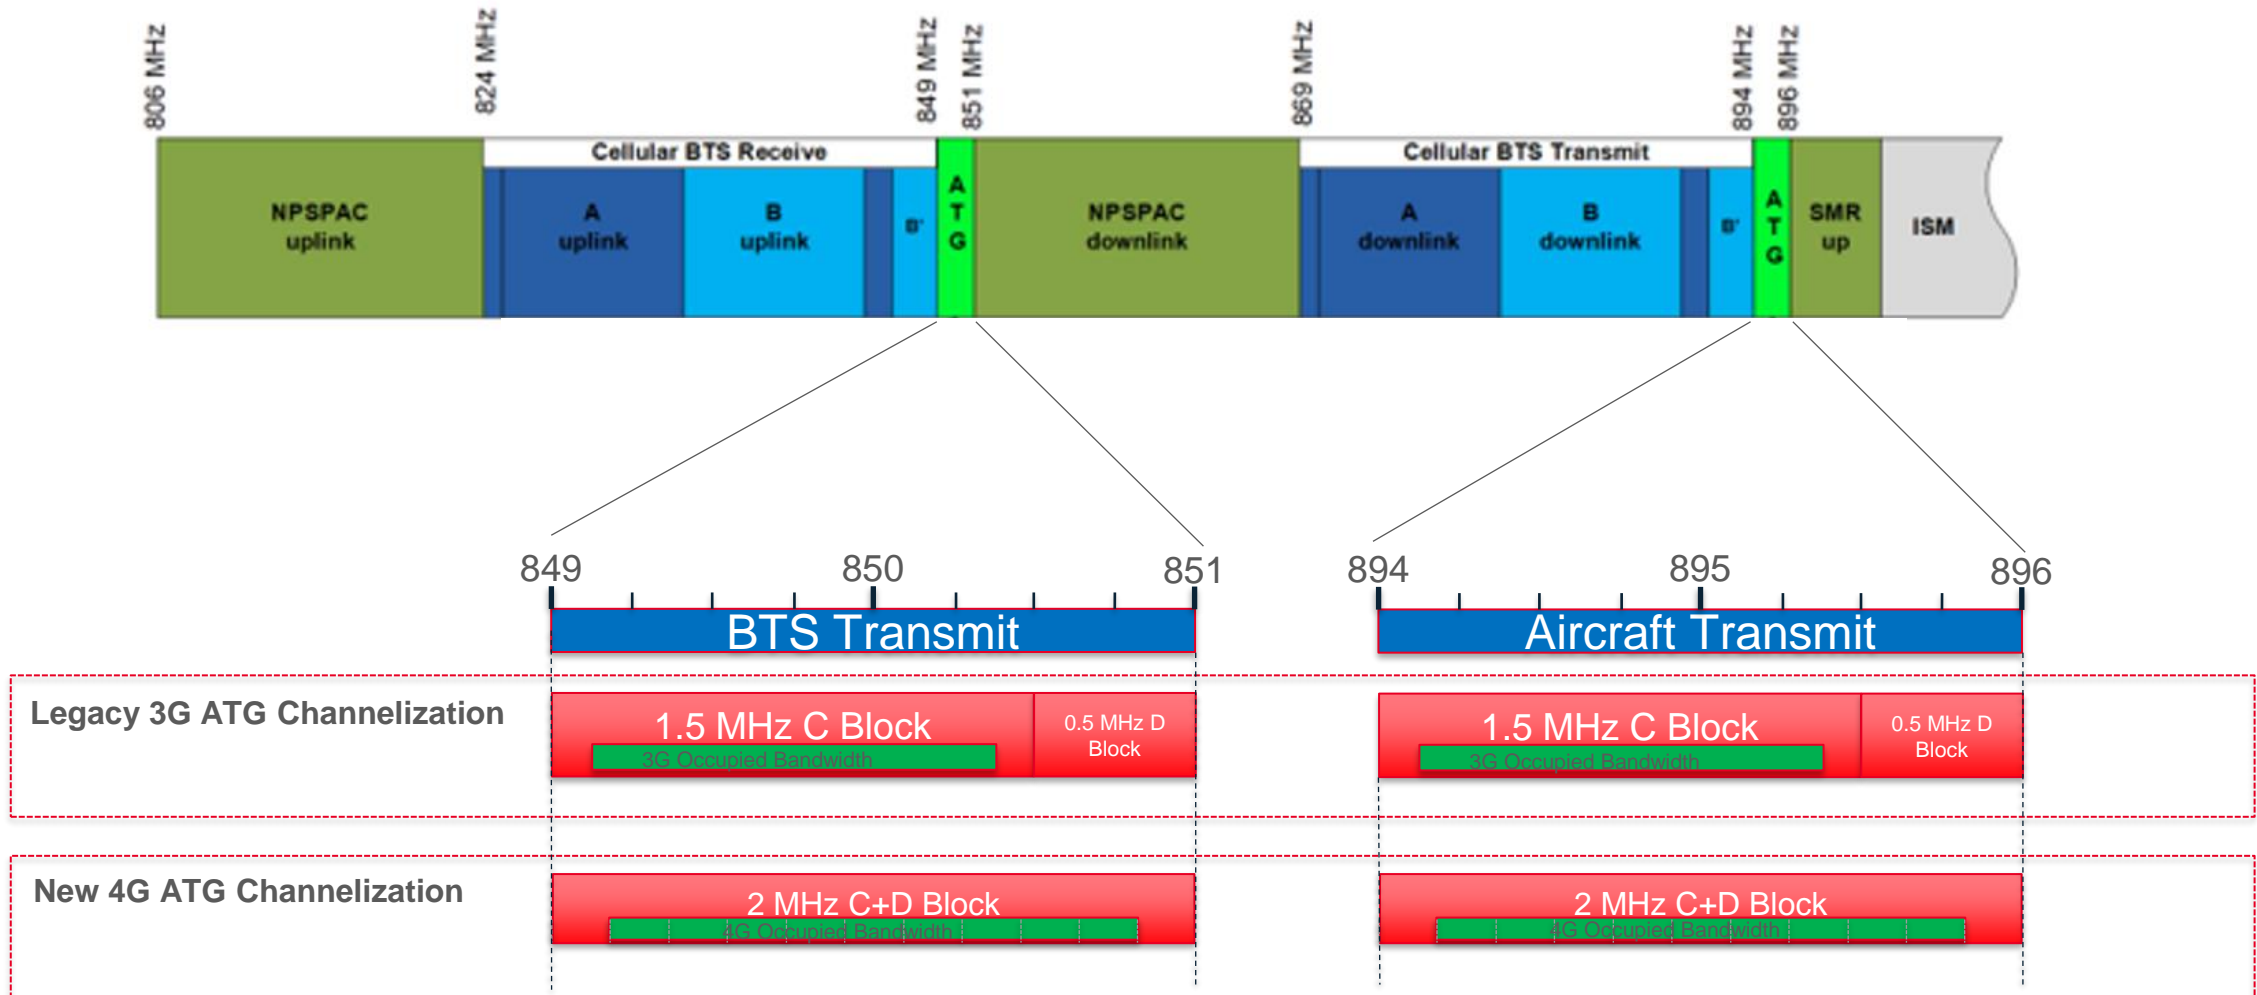 806 MHz
824 MHz
849 MHz
851 MHz
869 MHz
894 MHz
896 MHz
Cellular BTS Receive
Cellular BTS Transmit
NPSPAC
uplink
A
uplink
B
uplink
B'
A
T
G
NPSPAC
downlink
A
downlink
B
downlink
B'
A
T
G
SMR
up
ISM
849
850
851
894
895
896
BTS Transmit
Aircraft Transmit
Legacy 3G ATG Channelization
1.5 MHz C Block
3G Occupied Bandwidth
0.5 MHz D
Block
1.5 MHz C Block
3G Occupied Bandwidth
0.5 MHz D
Block
New 4G ATG Channelization
2 MHz C+D Block
4G Occupied Bandwidth
2 MHz C+D Block
4G Occupied Bandwidth